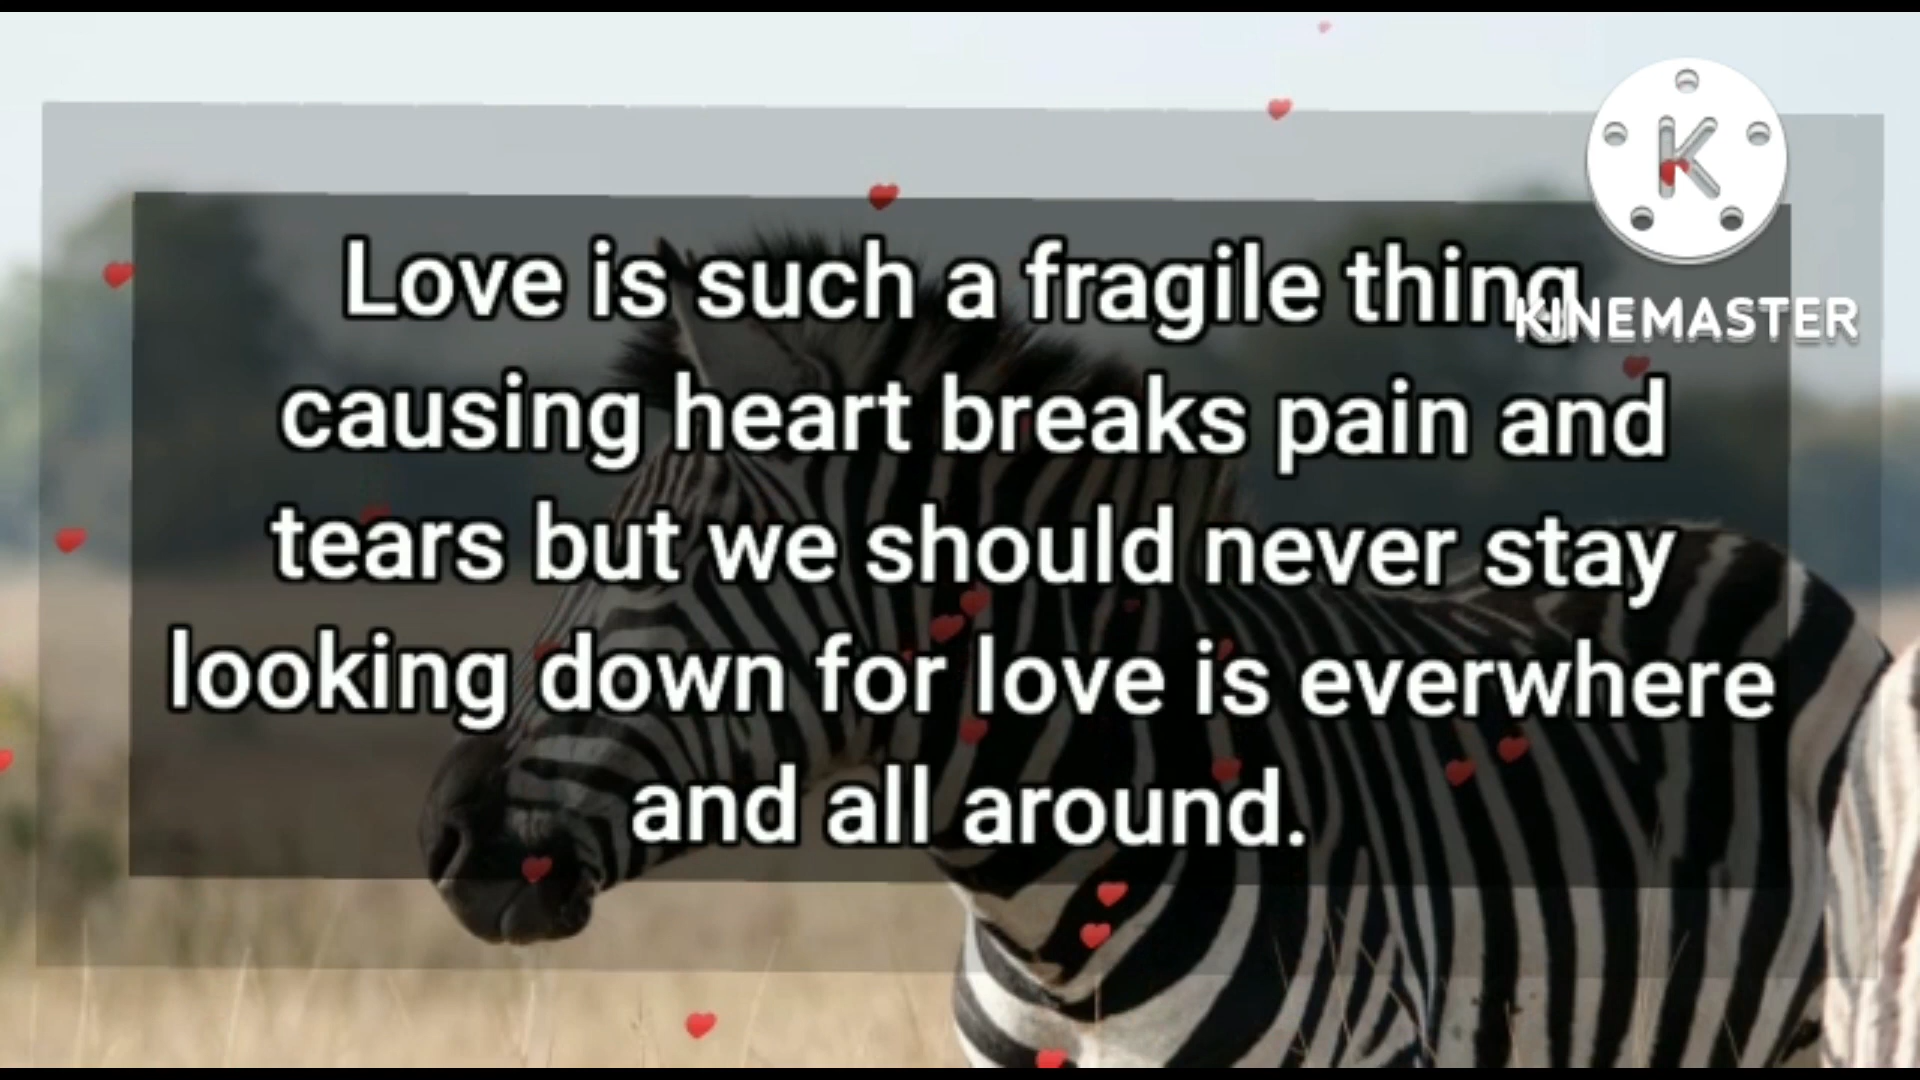 Love is such a fragile thing
KINEMASTER
causing heart breaks pain and
tears but we should never stay
looking down for love is everwhere
and all around.